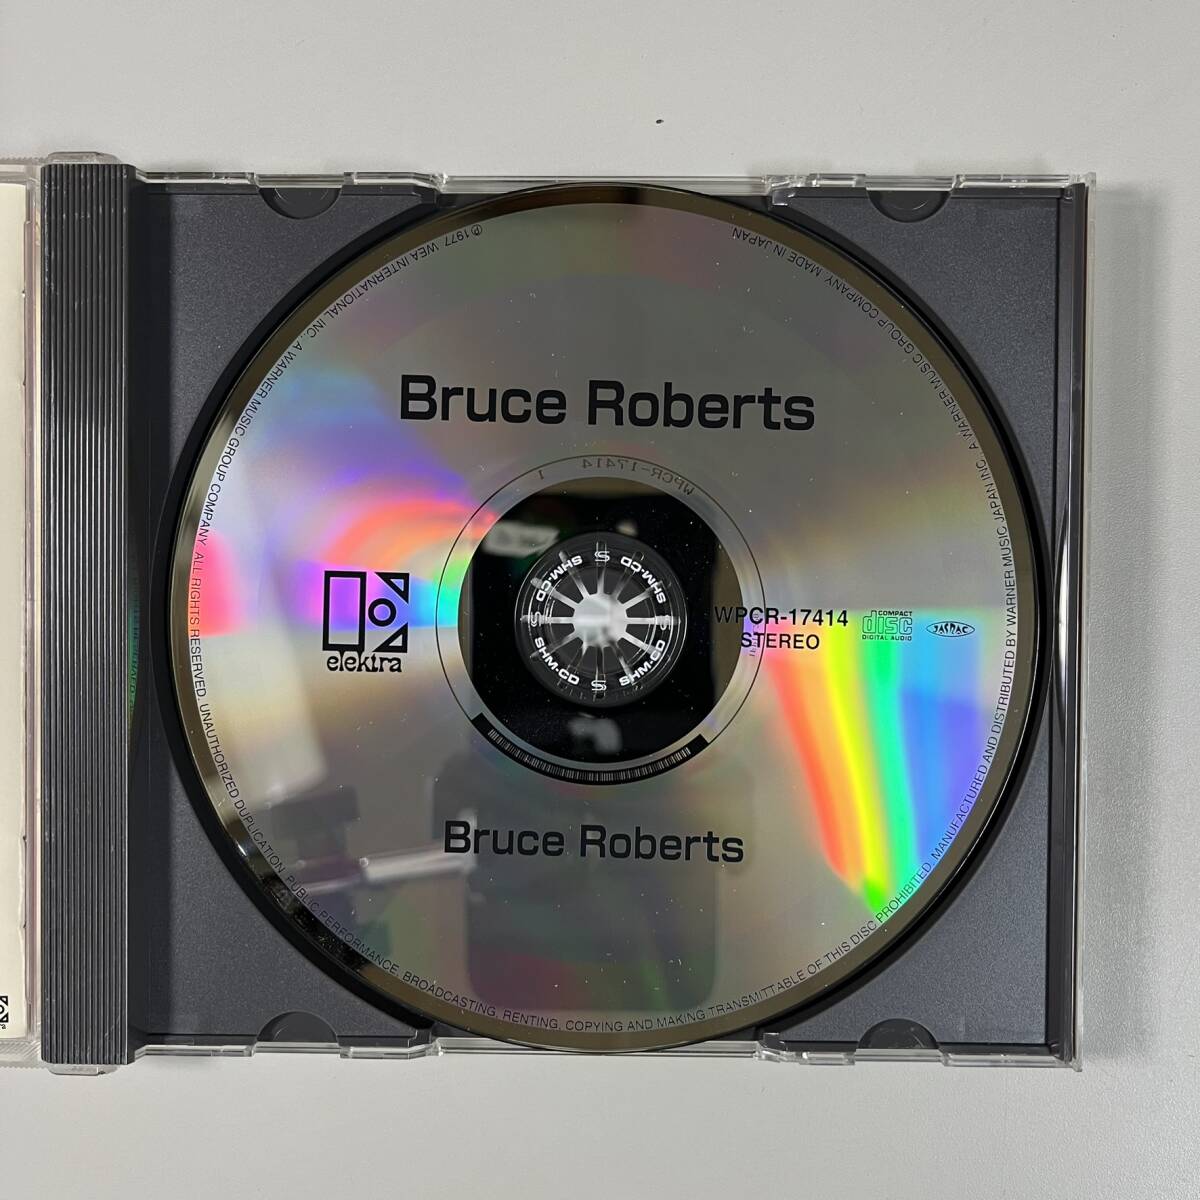 Bruce Roberts
WPCR-17414 1
SHM-CD S SHM-CD S SHM-CD S SHM-CD
elektra
WPCR-17414
STEREO
COMPACT
disc
DIGITAL AUDIO
JASRAC
Bruce Roberts
℗1977 WEA INTERNATIONAL INC., A WARNER MUSIC GROUP COMPANY. ALL RIGHTS RESERVED. UNAUTHORIZED DUPLICATION, PUBLIC PERFORMANCE, BROADCASTING, RENTING, COPYING AND MAKING TRANSMITTABLE OF THIS DISC PROHIBITED. MANUFACTURED AND DISTRIBUTED BY WARNER MUSIC JAPAN INC., A WARNER MUSIC GROUP COMPANY. MADE IN JAPAN